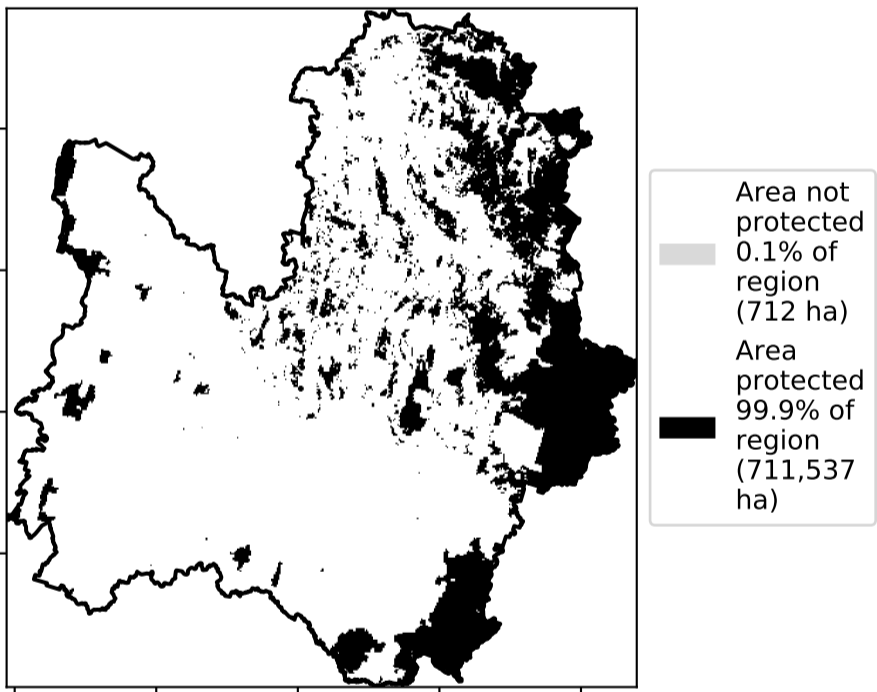 Area not
protected
0.1% of
region
(712 ha)
Area
protected
99.9% of
region
(711,537
ha)